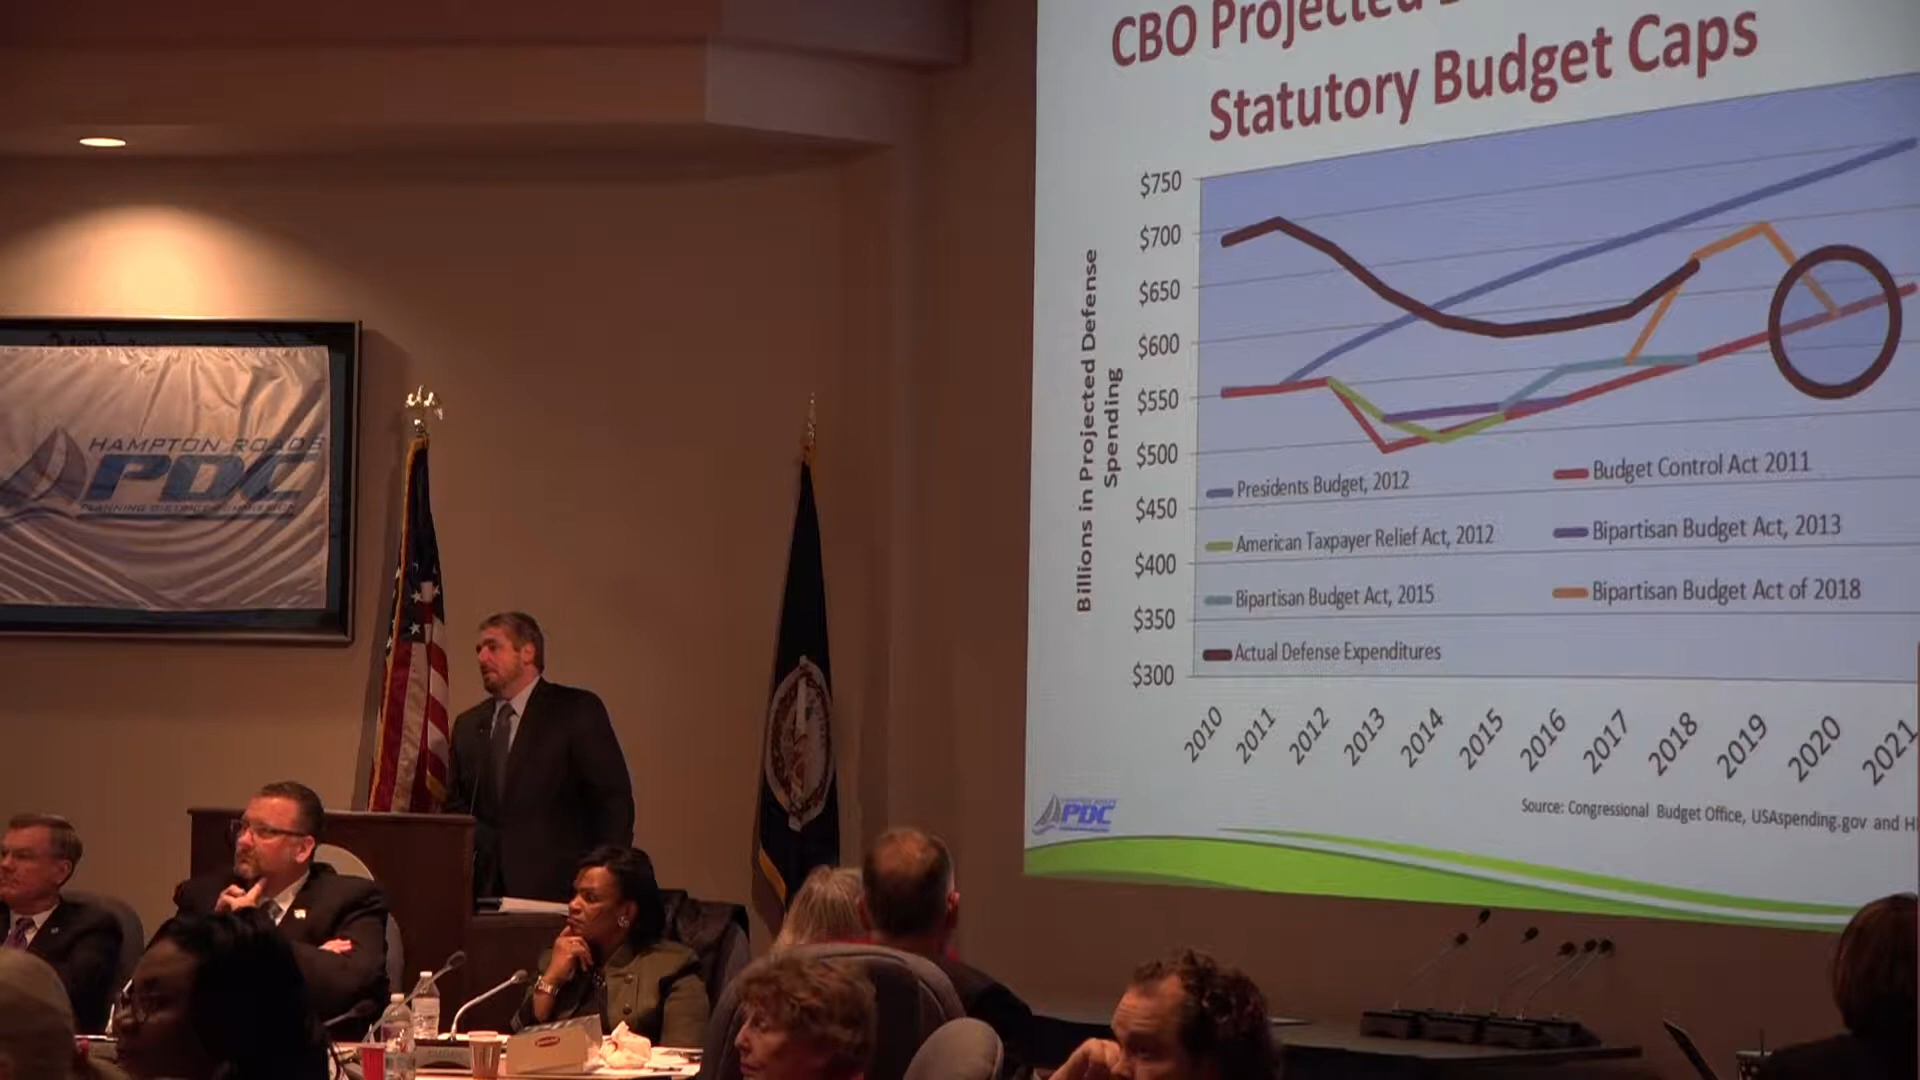 CBO Projected
Statutory Budget Caps
$750
$700
$650
$600
$550
$500
$450
$400
$350
$300
Billions in Projected Defense
Spending
Presidents Budget, 2012
Budget Control Act 2011
American Taxpayer Relief Act, 2012
Bipartisan Budget Act, 2013
Bipartisan Budget Act, 2015
Bipartisan Budget Act of 2018
Actual Defense Expenditures
2010
2011
2012
2013
2014
2015
2016
2017
2018
2019
2020
2021
Source: Congressional Budget Office, USAspending.gov and H
PDC
HAMPTON ROADS
PDC
PLANNING DISTRICT COMMISSION